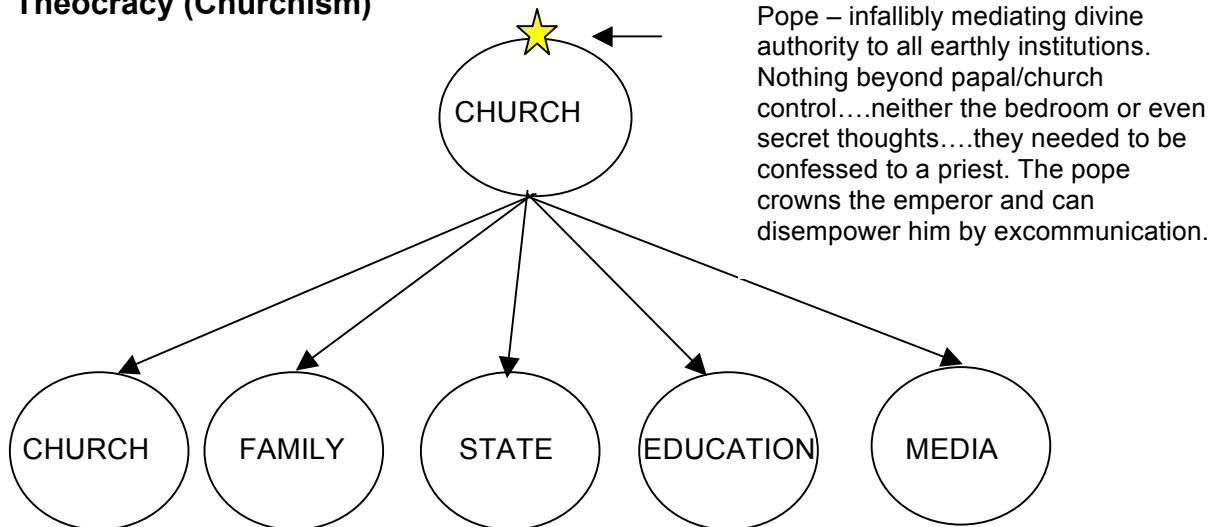 Theocracy (Churchism)
Pope – infallibly mediating divine
authority to all earthly institutions.
Nothing beyond papal/church
control….neither the bedroom or even
secret thoughts….they needed to be
confessed to a priest. The pope
crowns the emperor and can
disempower him by excommunication.
CHURCH
CHURCH FAMILY STATE EDUCATION MEDIA